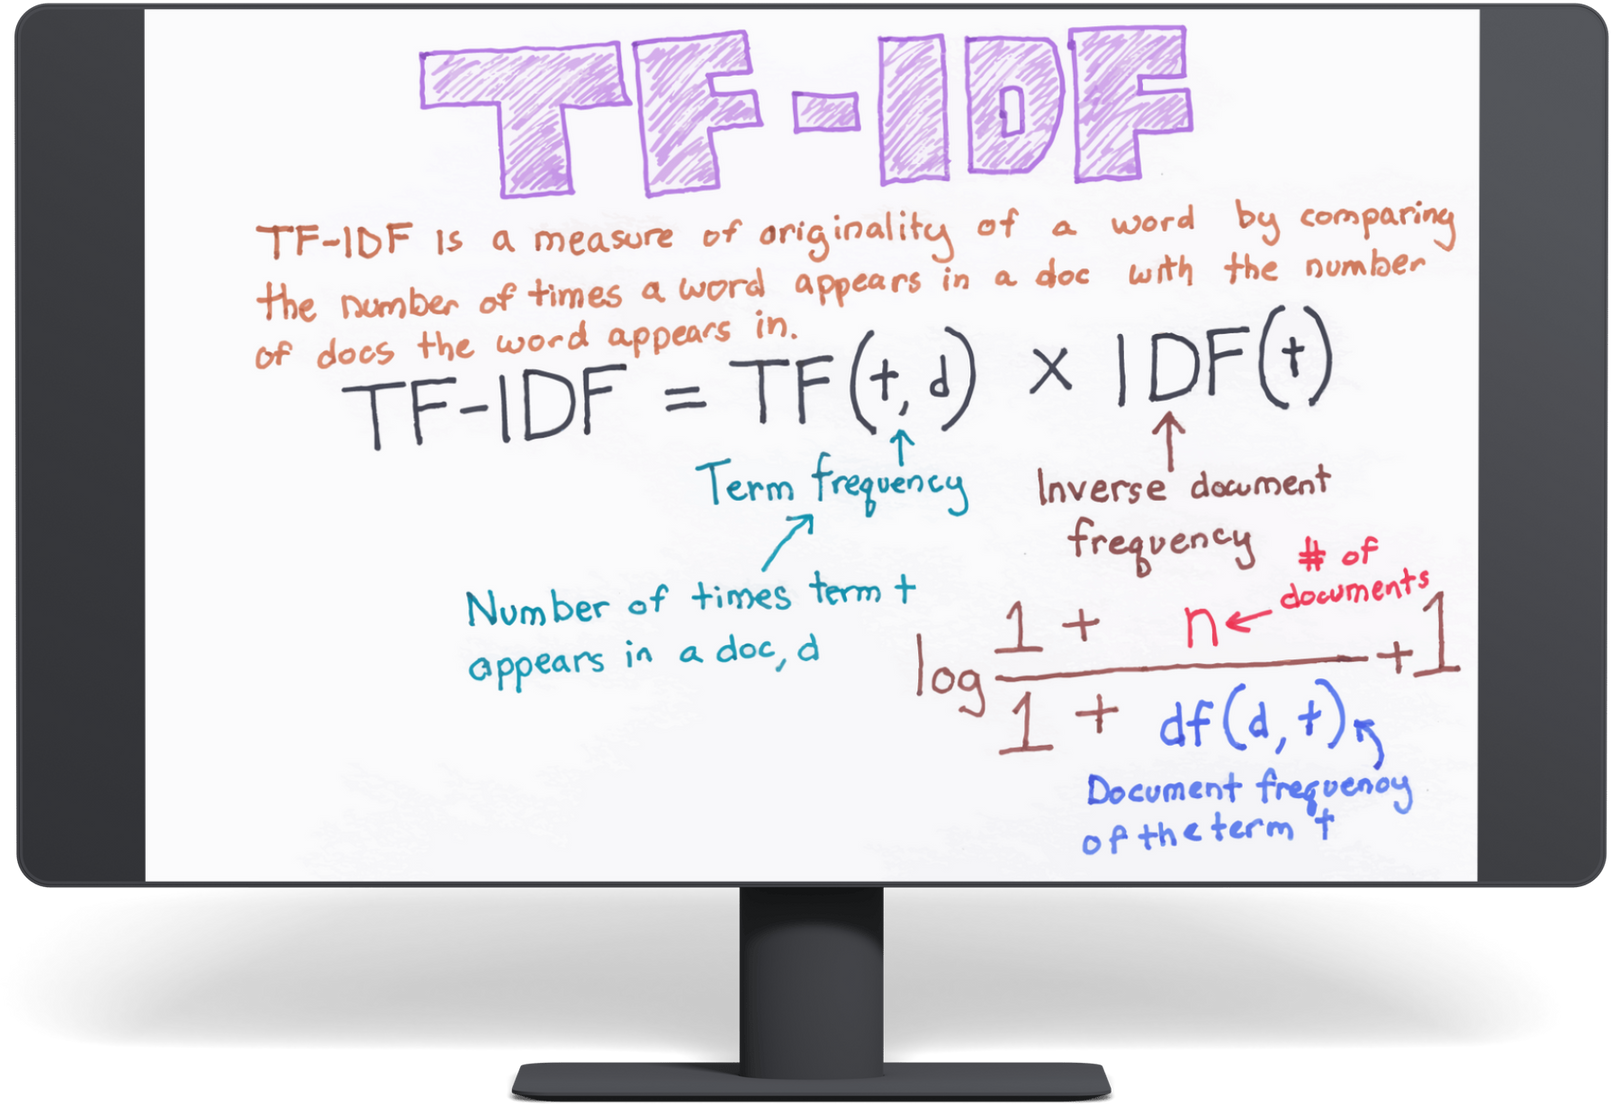 TF-IDF
TF-IDF is a measure of originality of a word by comparing
the number of times a word appears in a doc with the number
of docs the word appears in.
TF-IDF = TF(t, d) × IDF(t)
Term frequency
Inverse document
frequency
Number of times term t
appears in a doc, d
# of
documents
log
1 + n
1 + df(d, t)
+ 1
Document frequency
of the term t